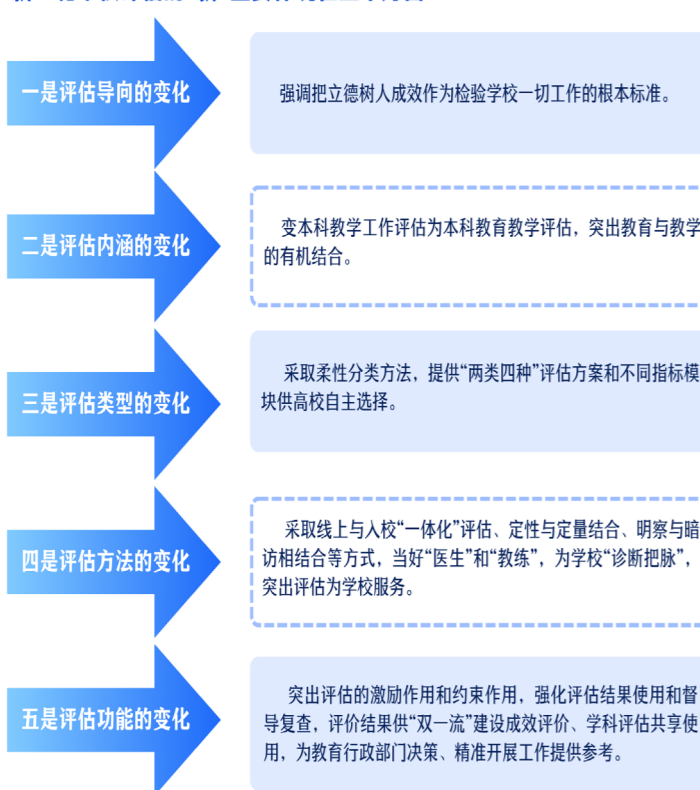 一是评估导向的变化
强调把立德树人成效作为检验学校一切工作的根本标准。
二是评估内涵的变化
变本科教学工作评估为本科教育教学评估，突出教育与教学
的有机结合。
三是评估类型的变化
采取柔性分类方法，提供“两类四种”评估方案和不同指标模
块供高校自主选择。
四是评估方法的变化
采取线上与入校“一体化”评估、定性与定量结合、明察与暗
访相结合等方式，当好“医生”和“教练”，为学校“诊断把脉”，
突出评估为学校服务。
五是评估功能的变化
突出评估的激励作用和约束作用，强化评估结果使用和督
导复查，评价结果供“双一流”建设成效评价、学科评估共享使
用，为教育行政部门决策、精准开展工作提供参考。